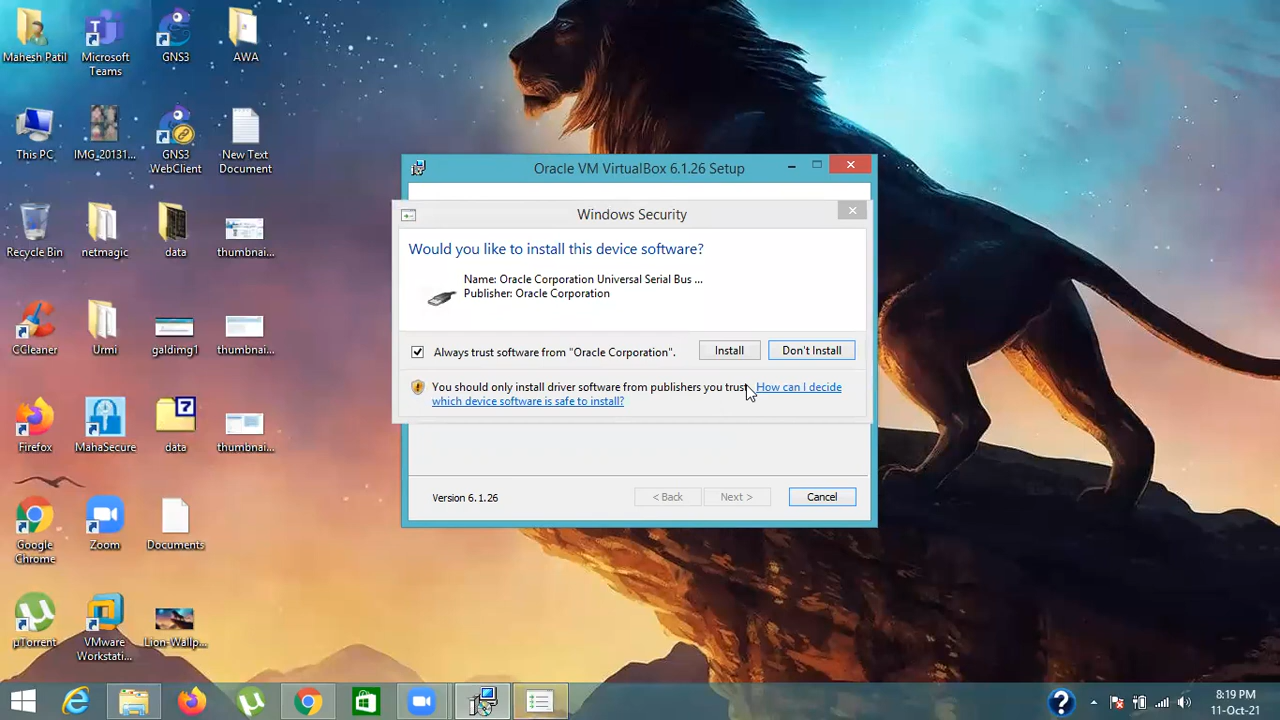 Mahesh Patil
Microsoft
Teams
GNS3
AWA
This PC
IMG_20131...
GNS3
WebClient
New Text
Document
Recycle Bin
netmagic
data
thumbnai...
CCleaner
Urmi
galdimg1
thumbnai...
Firefox
MahaSecure
7
data
thumbnai...
Google
Chrome
Zoom
Documents
µTorrent
VMware
Workstati...
Lion-Wallp...
Oracle VM VirtualBox 6.1.26 Setup
Windows Security
Would you like to install this device software?
Name: Oracle Corporation Universal Serial Bus ...
Publisher: Oracle Corporation
Always trust software from "Oracle Corporation".
Install
Don't Install
You should only install driver software from publishers you trust. How can I decide
which device software is safe to install?
Version 6.1.26
< Back
Next >
Cancel
8:19 PM
11-Oct-21